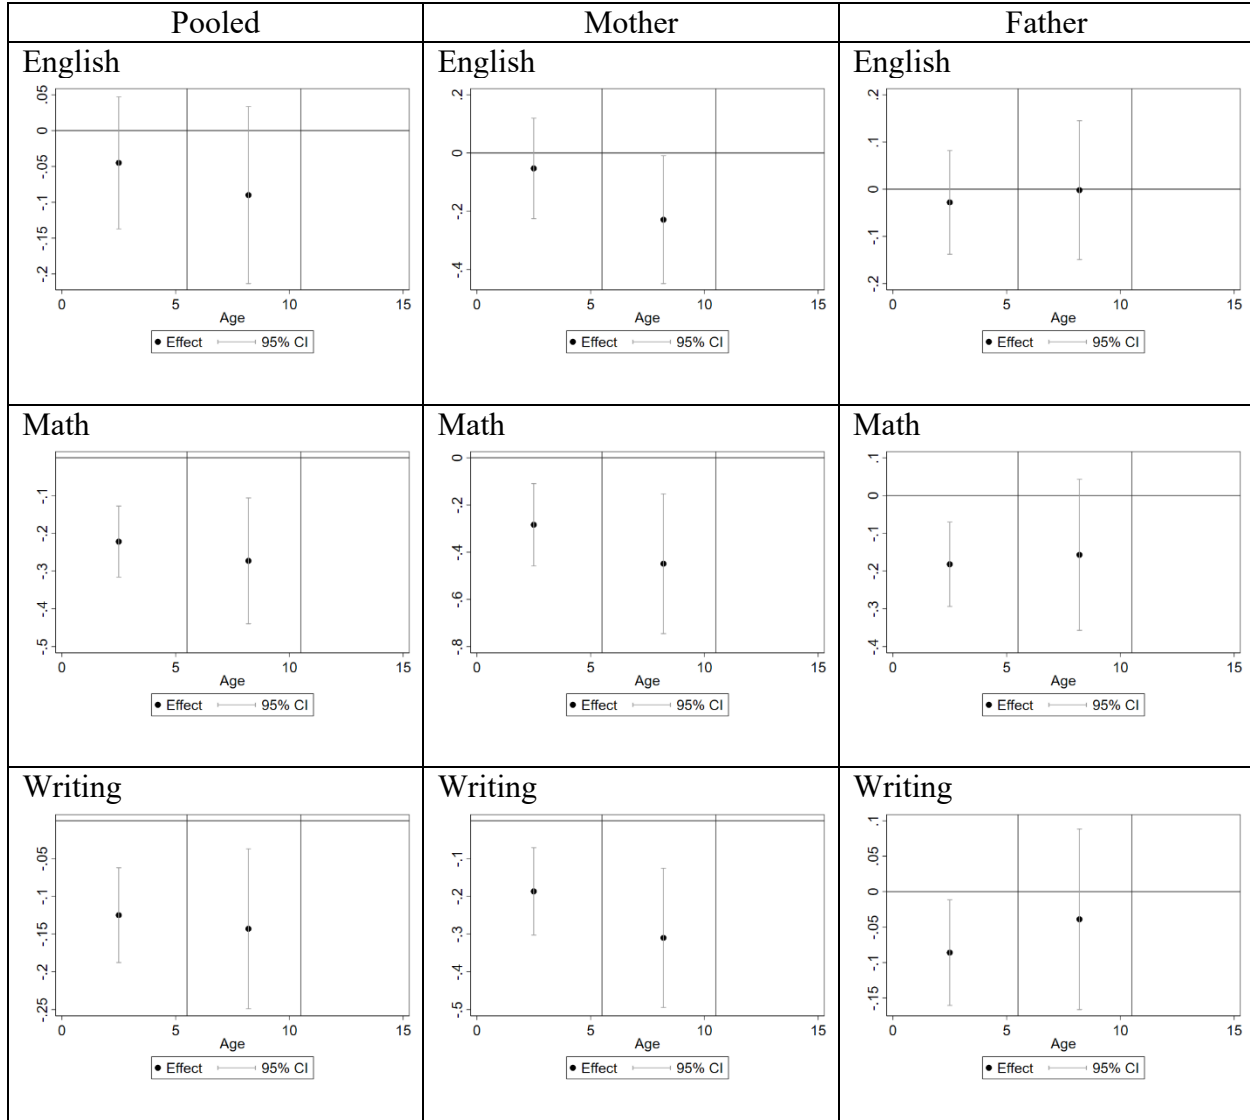 Pooled Mother Father
English English English
.05 0 -.05 -.1 -.15 -.2
0 5 10 15
Age
Effect 95% CI
.2 0 -.2 -.4
0 5 10 15
Age
Effect 95% CI
.2 .1 0 -.1 -.2
0 5 10 15
Age
Effect 95% CI
Math Math Math
-.1 -.2 -.3 -.4 -.5
0 5 10 15
Age
Effect 95% CI
0 -.2 -.4 -.6 -.8
0 5 10 15
Age
Effect 95% CI
.1 0 -.1 -.2 -.3 -.4
0 5 10 15
Age
Effect 95% CI
Writing Writing Writing
-.05 -.1 -.15 -.2 -.25
0 5 10 15
Age
Effect 95% CI
-.1 -.2 -.3 -.4 -.5
0 5 10 15
Age
Effect 95% CI
.1 .05 0 -.05 -.1 -.15
0 5 10 15
Age
Effect 95% CI